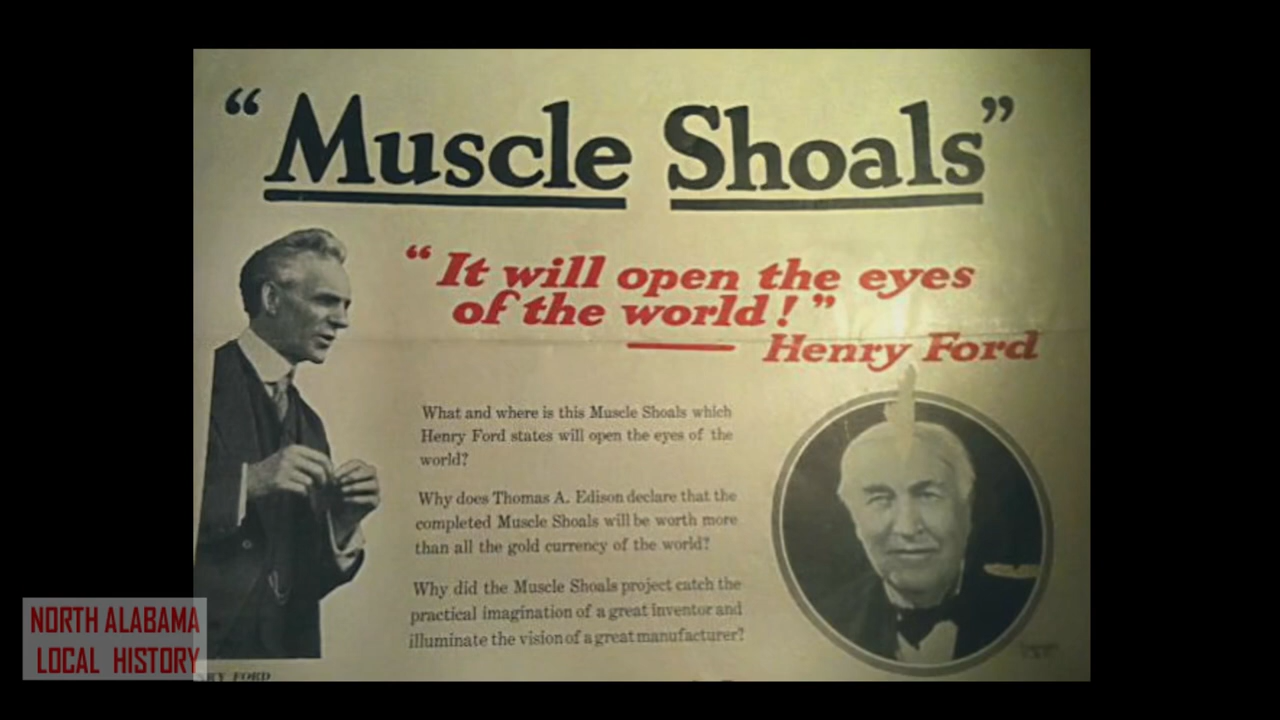 “Muscle Shoals”
“It will open the eyes
of the world!”
Henry Ford
What and where is this Muscle Shoals which
Henry Ford states will open the eyes of the
world?
Why does Thomas A. Edison declare that the
completed Muscle Shoals will be worth more
than all the gold currency of the world?
Why did the Muscle Shoals project catch the
practical imagination of a great inventor and
illuminate the vision of a great manufacturer?
NORTH ALABAMA
LOCAL HISTORY
FORD